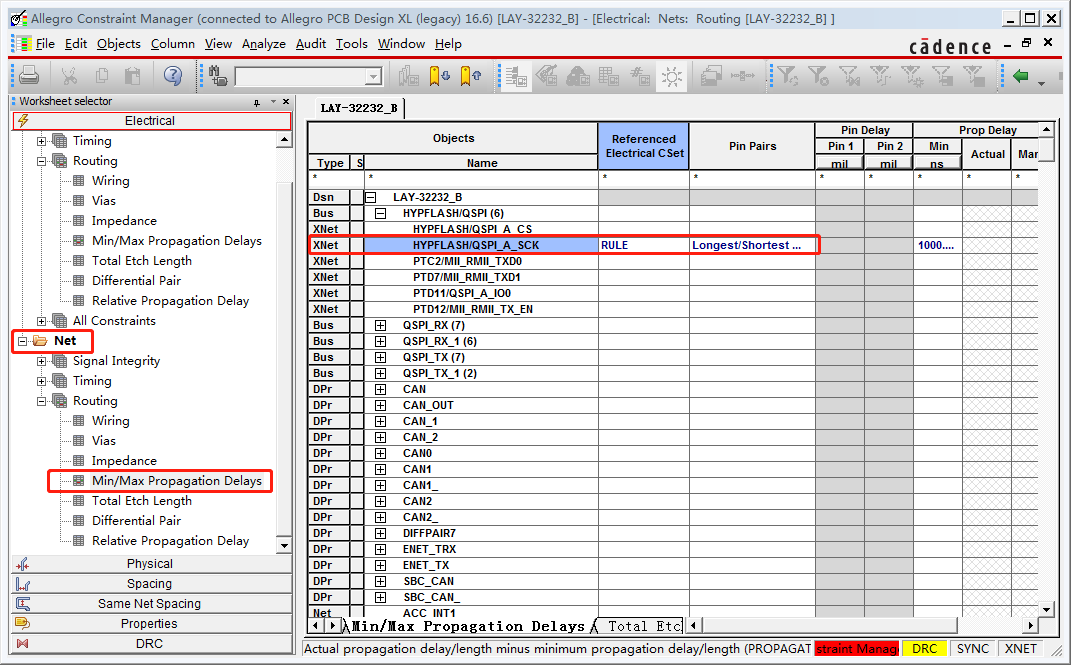 Allegro Constraint Manager (connected to Allegro PCB Design XL (legacy) 16.6) [LAY-32232_B] - [Electrical: Nets: Routing [LAY-32232_B] ]
File Edit Objects Column View Analyze Audit Tools Window Help
cādence
Worksheet selector
Electrical
Timing
Routing
Wiring
Vias
Impedance
Min/Max Propagation Delays
Total Etch Length
Differential Pair
Relative Propagation Delay
All Constraints
Net
Signal Integrity
Timing
Routing
Wiring
Vias
Impedance
Min/Max Propagation Delays
Total Etch Length
Differential Pair
Relative Propagation Delay
Physical
Spacing
Same Net Spacing
Properties
DRC
LAY-32232_B
Objects Referenced Electrical CSet Pin Pairs Pin Delay Prop Delay
Pin 1 Pin 2 Min Actual Mar
Type S Name mil mil ns
* * * * * * * * *
Dsn LAY-32232_B
Bus HYPFLASH/QSPI (6)
XNet HYPFLASH/QSPI_A_CS
XNet HYPFLASH/QSPI_A_SCK RULE Longest/Shortest ... 1000....
XNet PTC2/MII_RMII_TXD0
XNet PTD7/MII_RMII_TXD1
XNet PTD11/QSPI_A_IO0
XNet PTD12/MII_RMII_TX_EN
Bus QSPI_RX (7)
Bus QSPI_RX_1 (6)
Bus QSPI_TX (7)
Bus QSPI_TX_1 (2)
DPr CAN
DPr CAN_OUT
DPr CAN_1
DPr CAN_2
DPr CAN0
DPr CAN1
DPr CAN1_
DPr CAN2
DPr CAN2_
DPr DIFFPAIR7
DPr ENET_TRX
DPr ENET_TX
DPr SBC_CAN
DPr SBC_CAN_
Net ACC_INT1
Min/Max Propagation Delays Total Etc
Actual propagation delay/length minus minimum propagation delay/length (PROPAGAT straint Manag DRC SYNC XNET